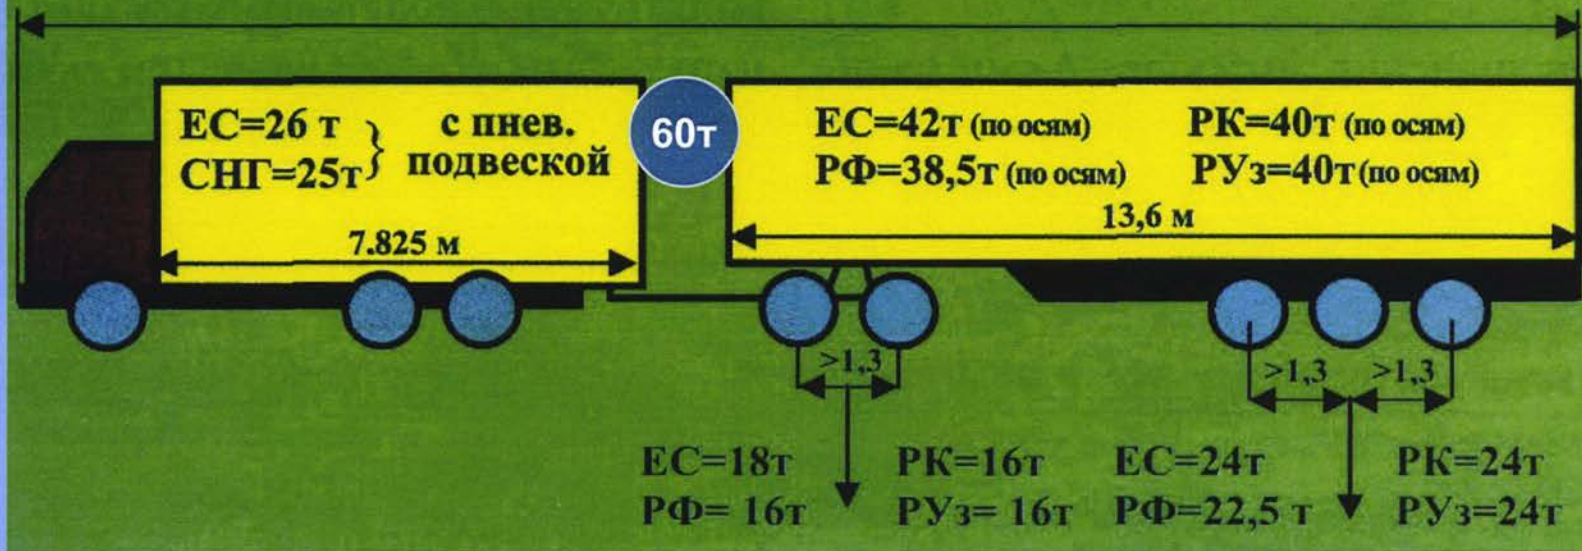 ЕС=26 т } с пнев.
СНГ=25т подвеской
60т
ЕС=42т (по осям) РК=40т (по осям)
РФ=38,5т (по осям) РУз=40т (по осям)
7.825 м
13,6 м
>1,3
>1,3 >1,3
ЕС=18т РК=16т ЕС=24т РК=24т
РФ= 16т РУз= 16т РФ=22,5 т РУз=24т